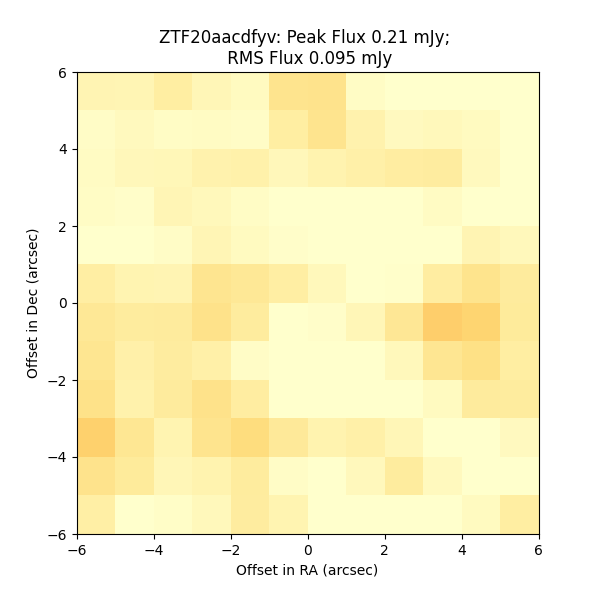 ZTF20aacdfyv: Peak Flux 0.21 mJy;
RMS Flux 0.095 mJy
6
4
2
0
−2
−4
−6
Offset in Dec (arcsec)
−6 −4 −2 0 2 4 6
Offset in RA (arcsec)